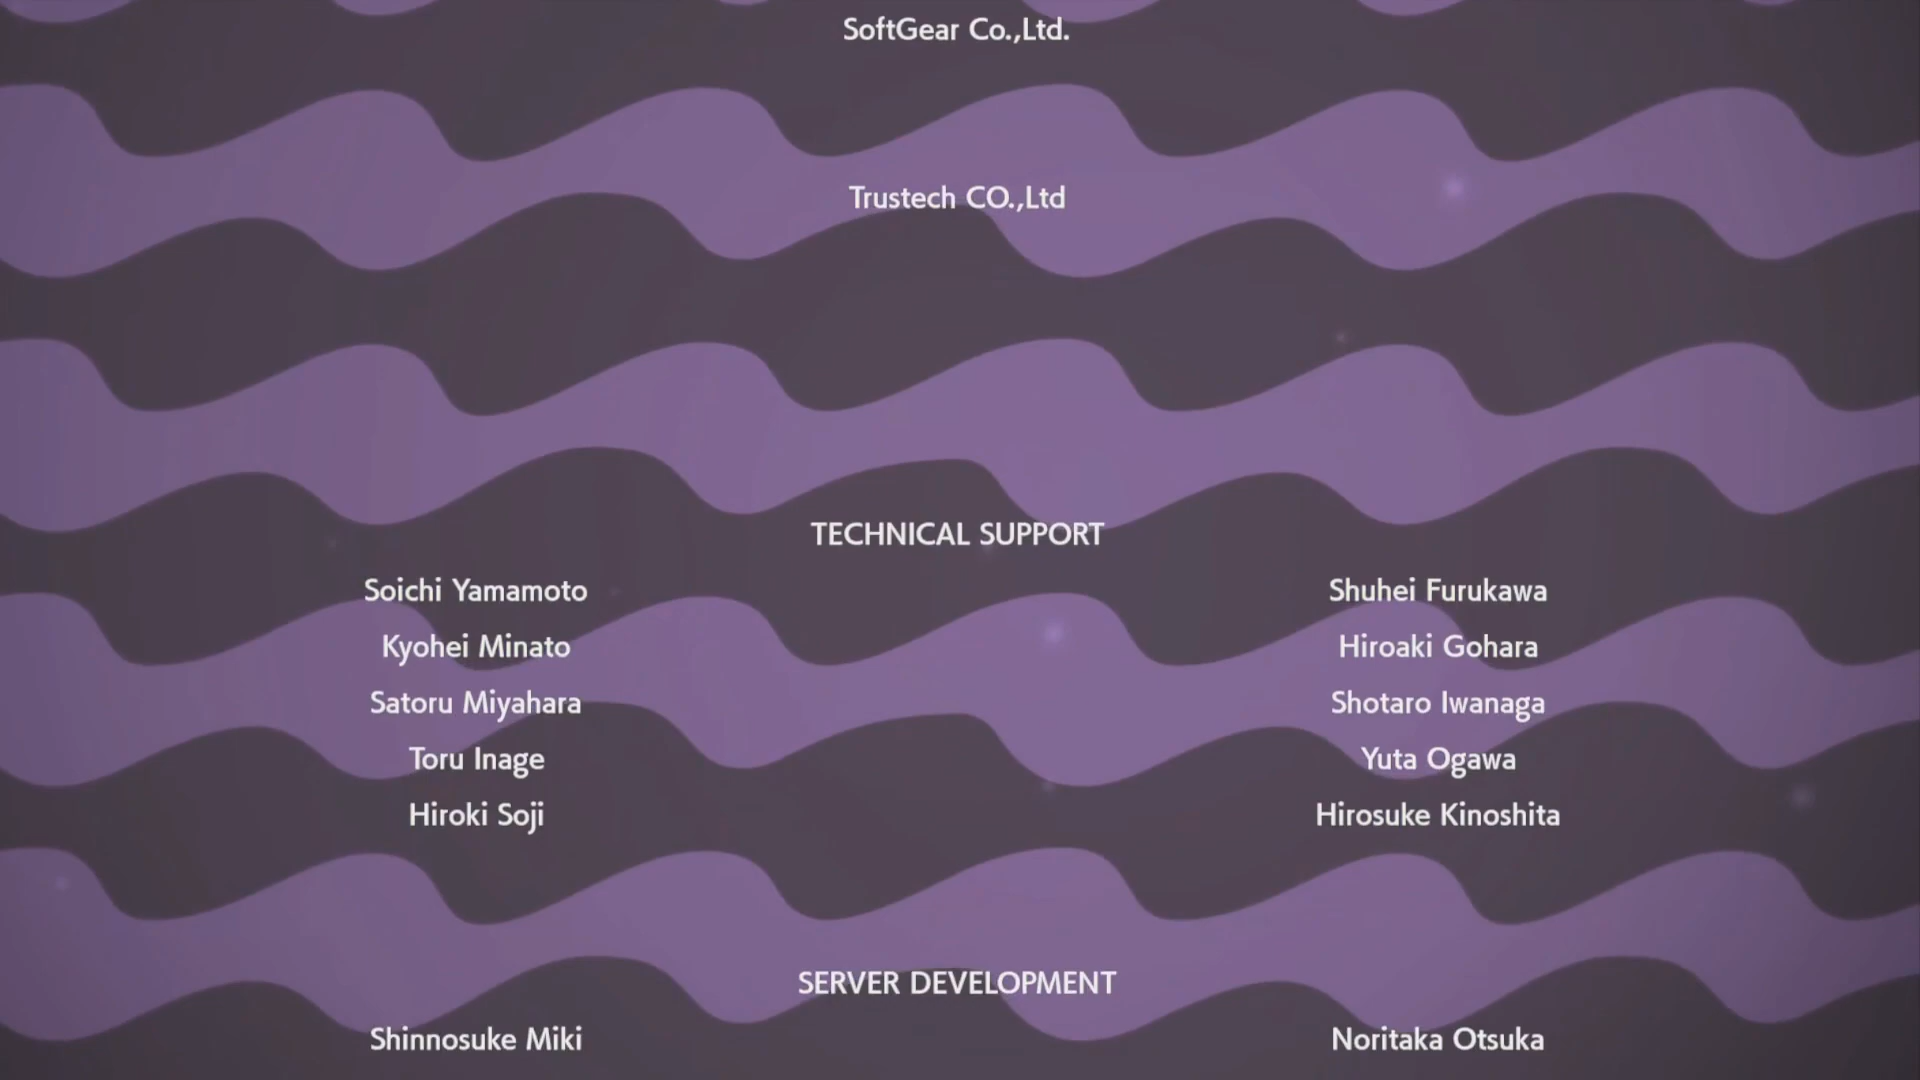 SoftGear Co.,Ltd.
Trustech CO.,Ltd
TECHNICAL SUPPORT
Soichi Yamamoto Shuhei Furukawa
Kyohei Minato Hiroaki Gohara
Satoru Miyahara Shotaro Iwanaga
Toru Inage Yuta Ogawa
Hiroki Soji Hirosuke Kinoshita
SERVER DEVELOPMENT
Shinnosuke Miki Noritaka Otsuka